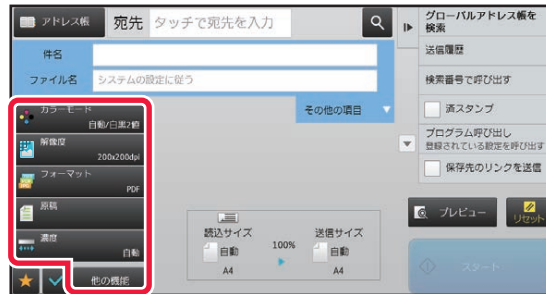 アドレス帳
宛先
タッチで宛先を入力
グローバルアドレス帳を
検索
件名
送信履歴
ファイル名
システムの設定に従う
検索番号で呼び出す
カラーモード
自動/白黒2値
その他の項目
済スタンプ
解像度
200x200dpi
プログラム呼び出し
登録されている設定を呼び出す
フォーマット
PDF
保存先のリンクを送信
原稿
プレビュー
リセット
読込サイズ
自動
A4
100%
送信サイズ
自動
A4
濃度
自動
スタート
他の機能